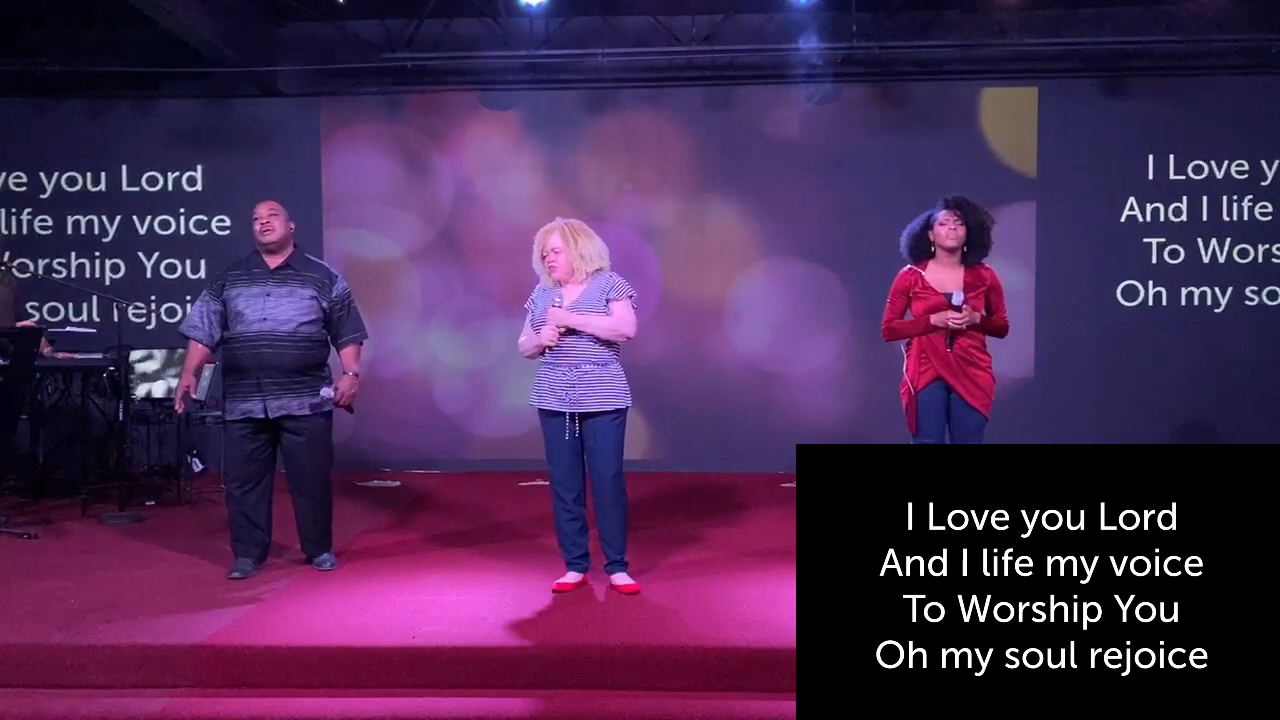 ve you Lord
life my voice
orship You
soul rejoi
I Love y
And I life
To Wors
Oh my so
I Love you Lord
And I life my voice
To Worship You
Oh my soul rejoice